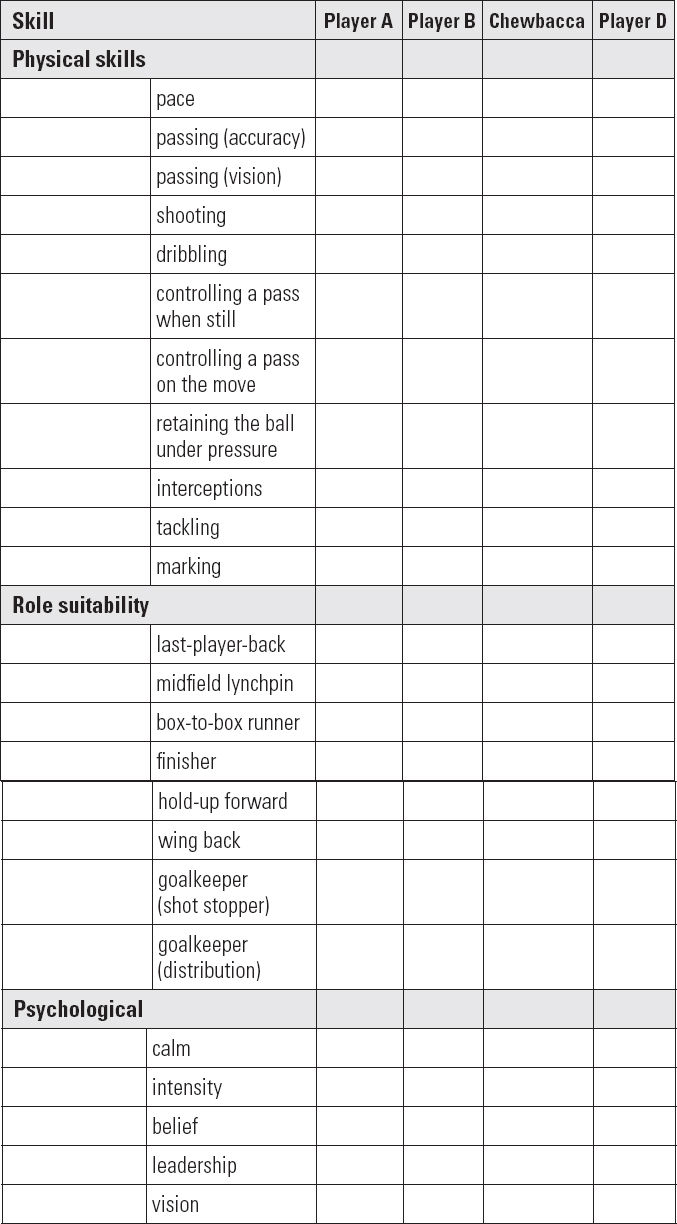 Skill Player A Player B Chewbacca Player D
Physical skills
pace
passing (accuracy)
passing (vision)
shooting
dribbling
controlling a pass
when still
controlling a pass
on the move
retaining the ball
under pressure
interceptions
tackling
marking
Role suitability
last-player-back
midfield lynchpin
box-to-box runner
finisher
hold-up forward
wing back
goalkeeper
(shot stopper)
goalkeeper
(distribution)
Psychological
calm
intensity
belief
leadership
vision